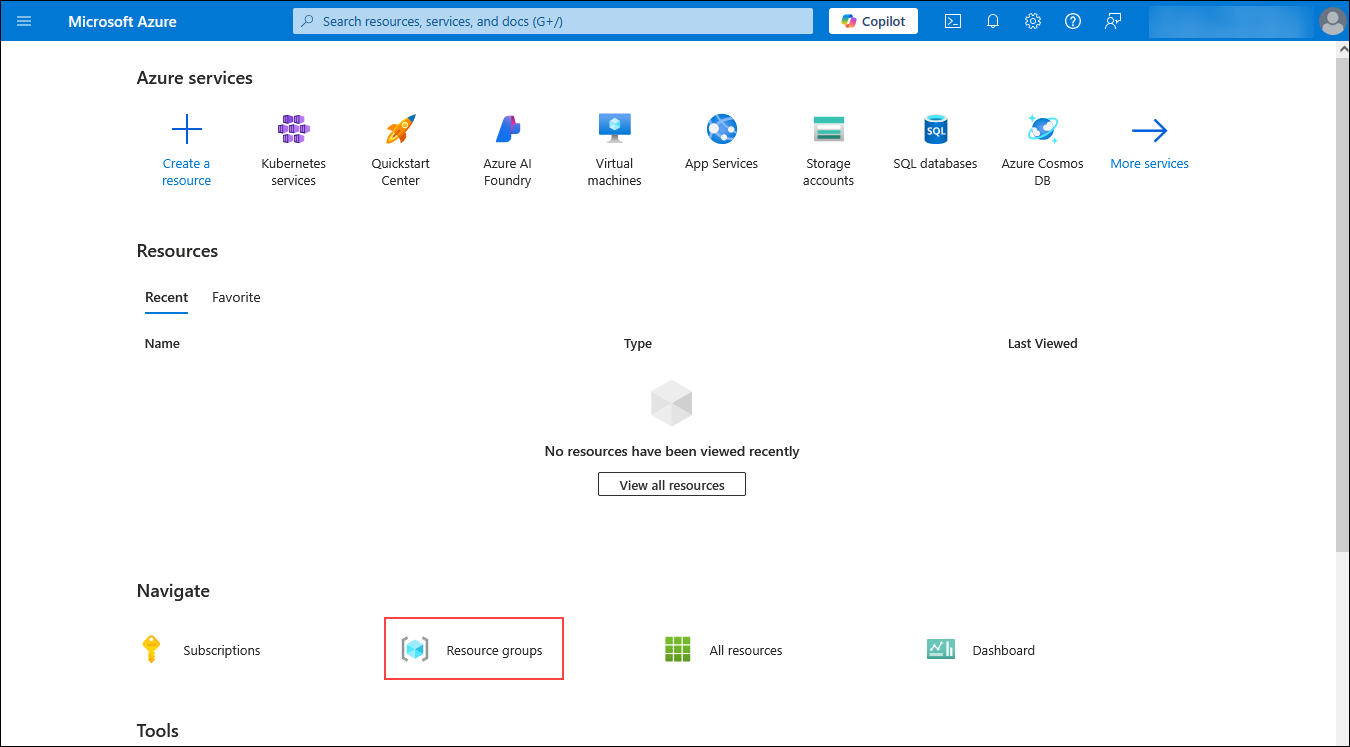 Microsoft Azure
Search resources, services, and docs (G+/)
Copilot
Azure services
Create a
resource
Kubernetes
services
Quickstart
Center
Azure AI
Foundry
Virtual
machines
App Services
Storage
accounts
SQL
SQL databases
Azure Cosmos
DB
More services
Resources
Recent
Favorite
Name
Type
Last Viewed
No resources have been viewed recently
View all resources
Navigate
Subscriptions
Resource groups
All resources
Dashboard
Tools